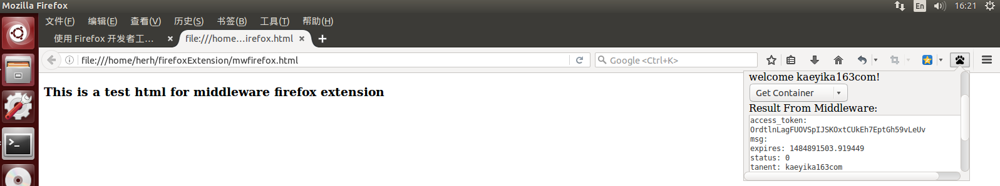 Mozilla Firefox
En
16:21
文件(F) 编辑(E) 查看(V) 历史(S) 书签(B) 工具(T) 帮助(H)
使用 Firefox 开发者工... × file:///home...irefox.html × +
file:///home/herh/firefoxExtension/mwfirefox.html
Google <Ctrl+K>
This is a test html for middleware firefox extension
welcome kaeyika163com!
Get Container
Result From Middleware:
access_token:
OrdtlnLagFUOVSpIJSKOxtCUkEh7EptGh59vLeUv
msg:
expires: 1484891503.919449
status: 0
tanent: kaeyika163com